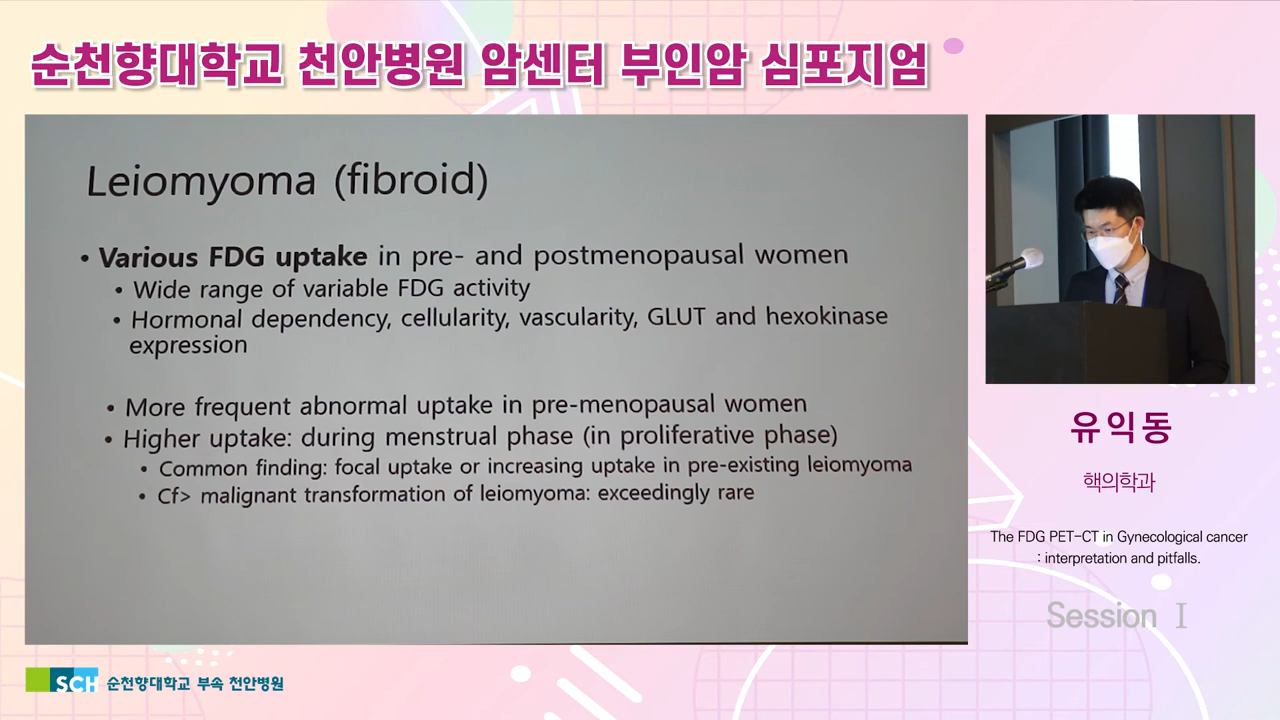 순천향대학교 천안병원 암센터 부인암 심포지엄
Leiomyoma (fibroid)
• Various FDG uptake in pre- and postmenopausal women
• Wide range of variable FDG activity
• Hormonal dependency, cellularity, vascularity, GLUT and hexokinase
expression
• More frequent abnormal uptake in pre-menopausal women
• Higher uptake: during menstrual phase (in proliferative phase)
• Common finding: focal uptake or increasing uptake in pre-existing leiomyoma
• Cf> malignant transformation of leiomyoma: exceedingly rare
유익동
핵의학과
The FDG PET-CT in Gynecological cancer
: interpretation and pitfalls.
Session Ⅰ
SCH 순천향대학교 부속 천안병원